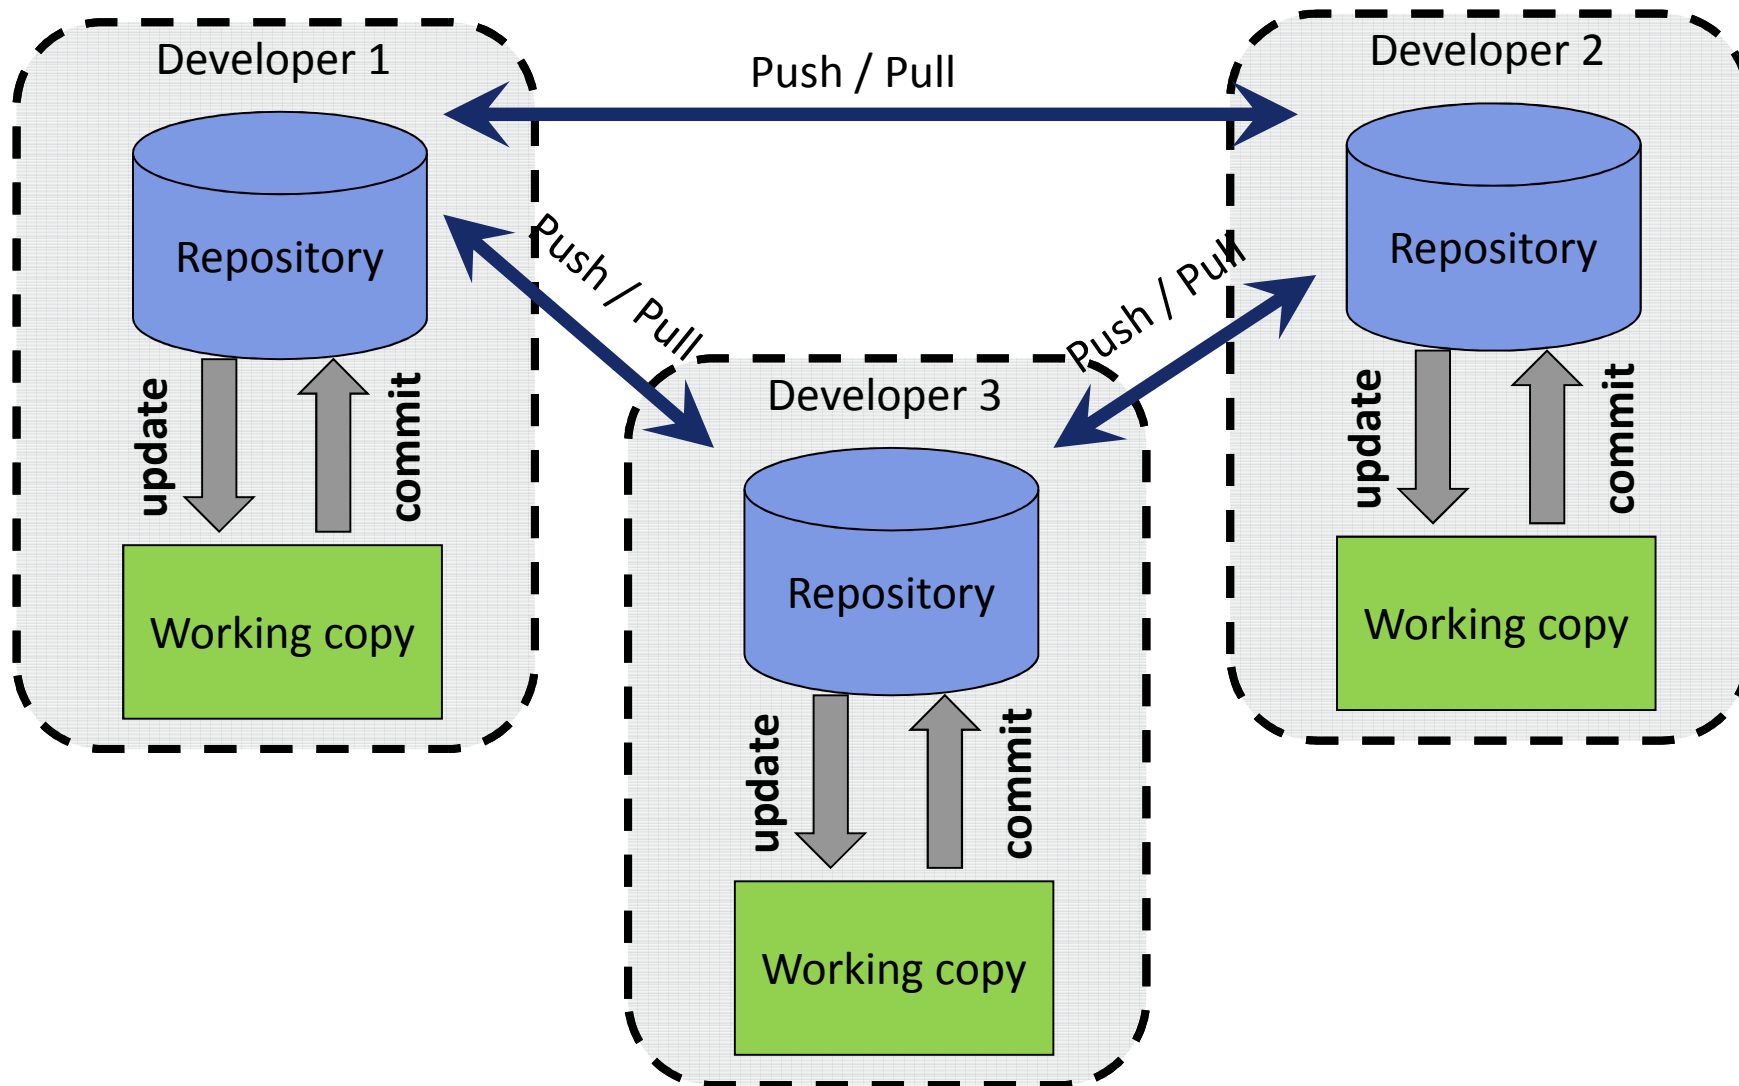 Developer 1
Push / Pull
Developer 2
Repository
Push / Pull
Push / Pull
Repository
update
commit
Developer 3
update
commit
Working copy
Repository
Working copy
update
commit
Working copy